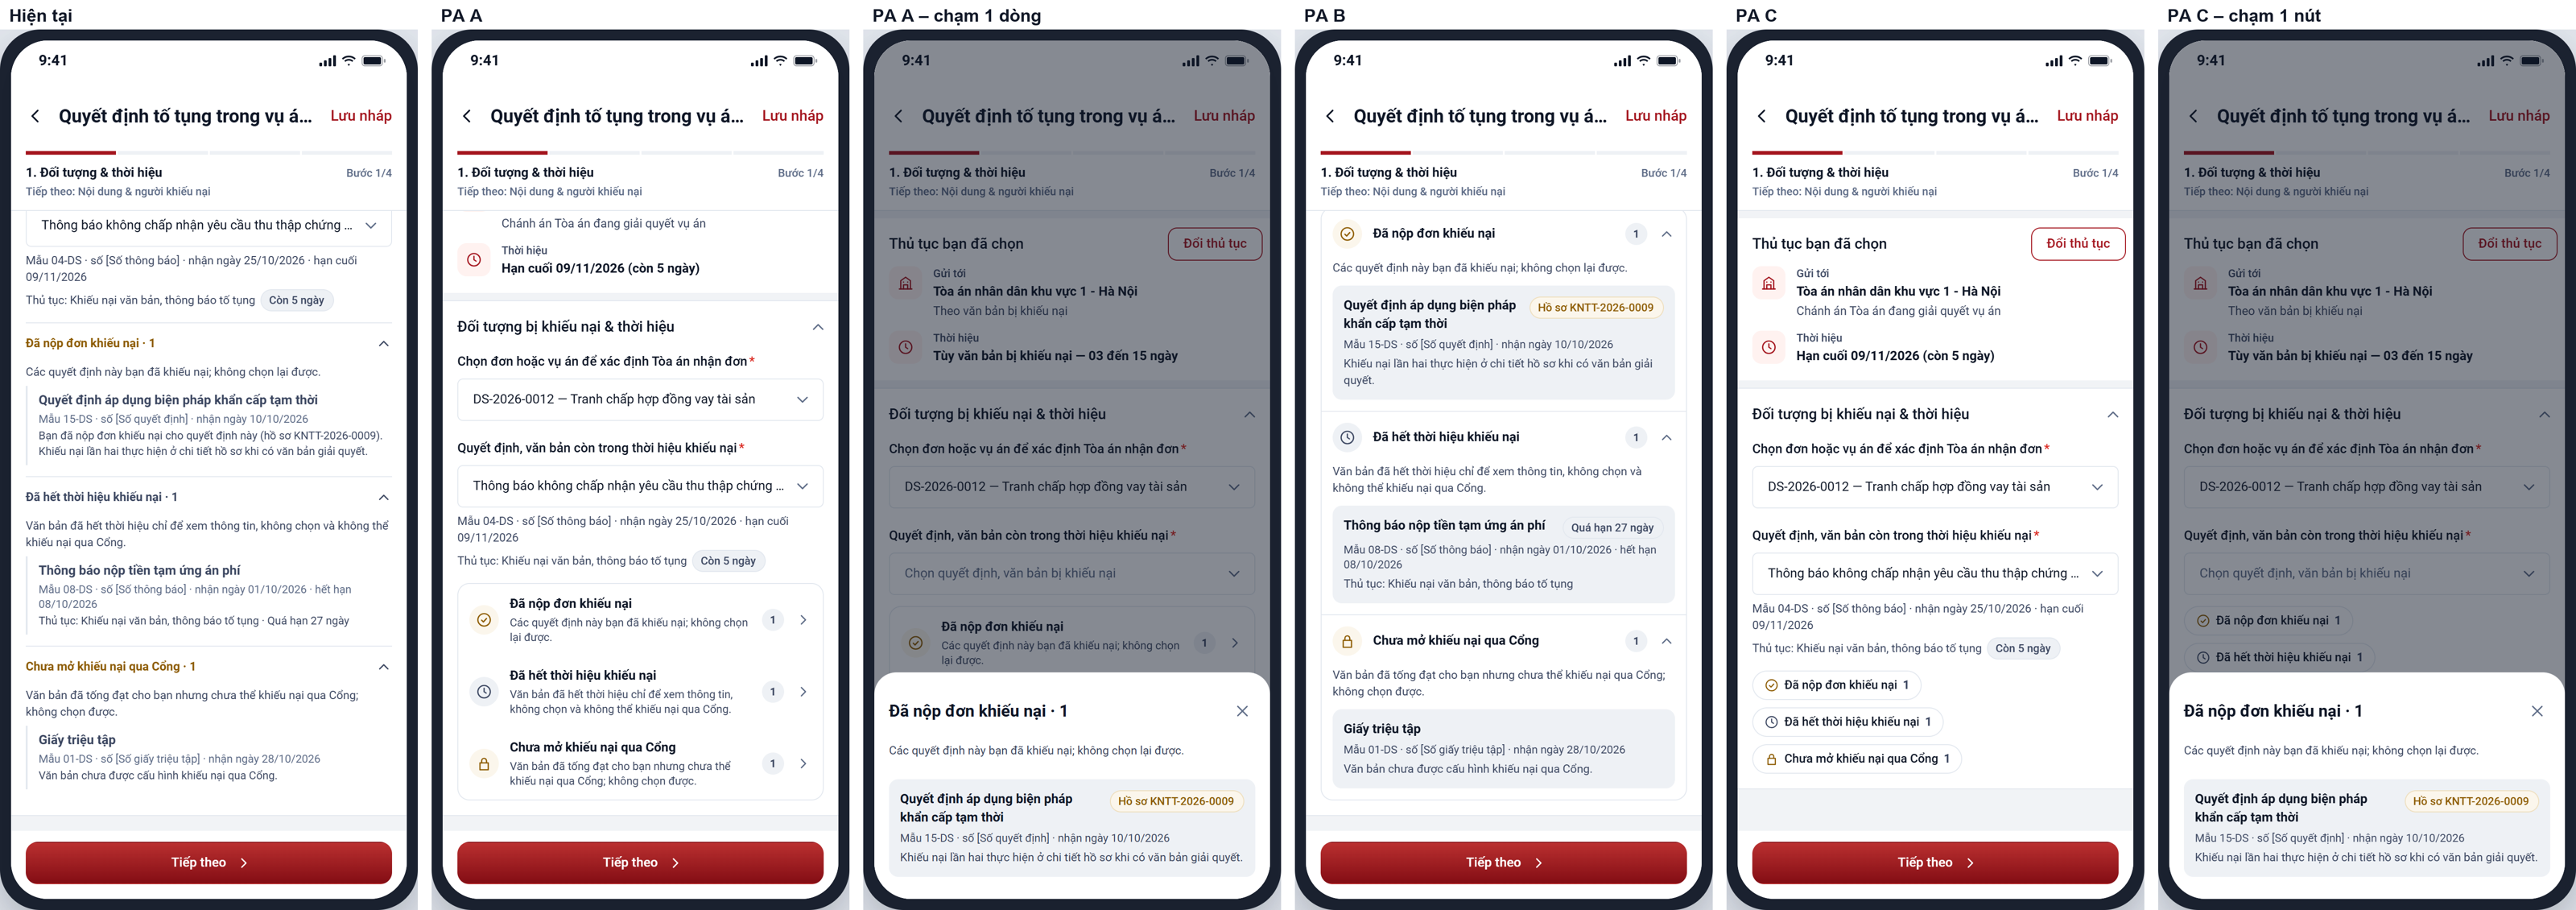 Hiện tại
9:41
Quyết định tố tụng trong vụ á...
Lưu nháp
1. Đối tượng & thời hiệu
Bước 1/4
Tiếp theo: Nội dung & người khiếu nại
Thông báo không chấp nhận yêu cầu thu thập chứng ...
Mẫu 04-DS · số [Số thông báo] · nhận ngày 25/10/2026 · hạn cuối
09/11/2026
Thủ tục: Khiếu nại văn bản, thông báo tố tụng
Còn 5 ngày
Đã nộp đơn khiếu nại · 1
Các quyết định này bạn đã khiếu nại; không chọn lại được.
Quyết định áp dụng biện pháp khẩn cấp tạm thời
Mẫu 15-DS · số [Số quyết định] · nhận ngày 10/10/2026
Bạn đã nộp đơn khiếu nại cho quyết định này (hồ sơ KNTT-2026-0009).
Khiếu nại lần hai thực hiện ở chi tiết hồ sơ khi có văn bản giải quyết.
Đã hết thời hiệu khiếu nại · 1
Văn bản đã hết thời hiệu chỉ để xem thông tin, không chọn và không thể
khiếu nại qua Cổng.
Thông báo nộp tiền tạm ứng án phí
Mẫu 08-DS · số [Số thông báo] · nhận ngày 01/10/2026 · hết hạn
08/10/2026
Thủ tục: Khiếu nại văn bản, thông báo tố tụng · Quá hạn 27 ngày
Chưa mở khiếu nại qua Cổng · 1
Văn bản đã tống đạt cho bạn nhưng chưa thể khiếu nại qua Cổng;
không chọn được.
Giấy triệu tập
Mẫu 01-DS · số [Số giấy triệu tập] · nhận ngày 28/10/2026
Văn bản chưa được cấu hình khiếu nại qua Cổng.
Tiếp theo
PA A
9:41
Quyết định tố tụng trong vụ á...
Lưu nháp
1. Đối tượng & thời hiệu
Bước 1/4
Tiếp theo: Nội dung & người khiếu nại
Chánh án Tòa án đang giải quyết vụ án
Thời hiệu
Hạn cuối 09/11/2026 (còn 5 ngày)
Đối tượng bị khiếu nại & thời hiệu
Chọn đơn hoặc vụ án để xác định Tòa án nhận đơn*
DS-2026-0012 — Tranh chấp hợp đồng vay tài sản
Quyết định, văn bản còn trong thời hiệu khiếu nại*
Thông báo không chấp nhận yêu cầu thu thập chứng ...
Mẫu 04-DS · số [Số thông báo] · nhận ngày 25/10/2026 · hạn cuối
09/11/2026
Thủ tục: Khiếu nại văn bản, thông báo tố tụng
Còn 5 ngày
Đã nộp đơn khiếu nại
Các quyết định này bạn đã khiếu nại; không chọn
lại được.
1
Đã hết thời hiệu khiếu nại
Văn bản đã hết thời hiệu chỉ để xem thông tin,
không chọn và không thể khiếu nại qua Cổng.
1
Chưa mở khiếu nại qua Cổng
Văn bản đã tống đạt cho bạn nhưng chưa thể
khiếu nại qua Cổng; không chọn được.
1
Tiếp theo
PA A – chạm 1 dòng
9:41
Quyết định tố tụng trong vụ á...
Lưu nháp
1. Đối tượng & thời hiệu
Bước 1/4
Tiếp theo: Nội dung & người khiếu nại
Thủ tục bạn đã chọn
Đổi thủ tục
Gửi tới
Tòa án nhân dân khu vực 1 - Hà Nội
Theo văn bản bị khiếu nại
Thời hiệu
Tùy văn bản bị khiếu nại — 03 đến 15 ngày
Đối tượng bị khiếu nại & thời hiệu
Chọn đơn hoặc vụ án để xác định Tòa án nhận đơn*
DS-2026-0012 — Tranh chấp hợp đồng vay tài sản
Quyết định, văn bản còn trong thời hiệu khiếu nại*
Chọn quyết định, văn bản bị khiếu nại
Đã nộp đơn khiếu nại
Các quyết định này bạn đã khiếu nại; không chọn
lại được.
1
Đã nộp đơn khiếu nại · 1
Các quyết định này bạn đã khiếu nại; không chọn lại được.
Quyết định áp dụng biện pháp
khẩn cấp tạm thời
Hồ sơ KNTT-2026-0009
Mẫu 15-DS · số [Số quyết định] · nhận ngày 10/10/2026
Khiếu nại lần hai thực hiện ở chi tiết hồ sơ khi có văn bản giải quyết.
PA B
9:41
Quyết định tố tụng trong vụ á...
Lưu nháp
1. Đối tượng & thời hiệu
Bước 1/4
Tiếp theo: Nội dung & người khiếu nại
Đã nộp đơn khiếu nại
1
Các quyết định này bạn đã khiếu nại; không chọn lại được.
Quyết định áp dụng biện pháp
khẩn cấp tạm thời
Hồ sơ KNTT-2026-0009
Mẫu 15-DS · số [Số quyết định] · nhận ngày 10/10/2026
Khiếu nại lần hai thực hiện ở chi tiết hồ sơ khi có văn bản giải
quyết.
Đã hết thời hiệu khiếu nại
1
Văn bản đã hết thời hiệu chỉ để xem thông tin, không chọn và
không thể khiếu nại qua Cổng.
Thông báo nộp tiền tạm ứng án phí
Quá hạn 27 ngày
Mẫu 08-DS · số [Số thông báo] · nhận ngày 01/10/2026 · hết hạn
08/10/2026
Thủ tục: Khiếu nại văn bản, thông báo tố tụng
Chưa mở khiếu nại qua Cổng
1
Văn bản đã tống đạt cho bạn nhưng chưa thể khiếu nại qua Cổng;
không chọn được.
Giấy triệu tập
Mẫu 01-DS · số [Số giấy triệu tập] · nhận ngày 28/10/2026
Văn bản chưa được cấu hình khiếu nại qua Cổng.
Tiếp theo
PA C
9:41
Quyết định tố tụng trong vụ á...
Lưu nháp
1. Đối tượng & thời hiệu
Bước 1/4
Tiếp theo: Nội dung & người khiếu nại
Thủ tục bạn đã chọn
Đổi thủ tục
Gửi tới
Tòa án nhân dân khu vực 1 - Hà Nội
Chánh án Tòa án đang giải quyết vụ án
Thời hiệu
Hạn cuối 09/11/2026 (còn 5 ngày)
Đối tượng bị khiếu nại & thời hiệu
Chọn đơn hoặc vụ án để xác định Tòa án nhận đơn*
DS-2026-0012 — Tranh chấp hợp đồng vay tài sản
Quyết định, văn bản còn trong thời hiệu khiếu nại*
Thông báo không chấp nhận yêu cầu thu thập chứng ...
Mẫu 04-DS · số [Số thông báo] · nhận ngày 25/10/2026 · hạn cuối
09/11/2026
Thủ tục: Khiếu nại văn bản, thông báo tố tụng
Còn 5 ngày
Đã nộp đơn khiếu nại 1
Đã hết thời hiệu khiếu nại 1
Chưa mở khiếu nại qua Cổng 1
Tiếp theo
PA C – chạm 1 nút
9:41
Quyết định tố tụng trong vụ á...
Lưu nháp
1. Đối tượng & thời hiệu
Bước 1/4
Tiếp theo: Nội dung & người khiếu nại
Thủ tục bạn đã chọn
Đổi thủ tục
Gửi tới
Tòa án nhân dân khu vực 1 - Hà Nội
Theo văn bản bị khiếu nại
Thời hiệu
Tùy văn bản bị khiếu nại — 03 đến 15 ngày
Đối tượng bị khiếu nại & thời hiệu
Chọn đơn hoặc vụ án để xác định Tòa án nhận đơn*
DS-2026-0012 — Tranh chấp hợp đồng vay tài sản
Quyết định, văn bản còn trong thời hiệu khiếu nại*
Chọn quyết định, văn bản bị khiếu nại
Đã nộp đơn khiếu nại 1
Đã hết thời hiệu khiếu nại 1
Đã nộp đơn khiếu nại · 1
Các quyết định này bạn đã khiếu nại; không chọn lại được.
Quyết định áp dụng biện pháp
khẩn cấp tạm thời
Hồ sơ KNTT-2026-0009
Mẫu 15-DS · số [Số quyết định] · nhận ngày 10/10/2026
Khiếu nại lần hai thực hiện ở chi tiết hồ sơ khi có văn bản giải quyết.